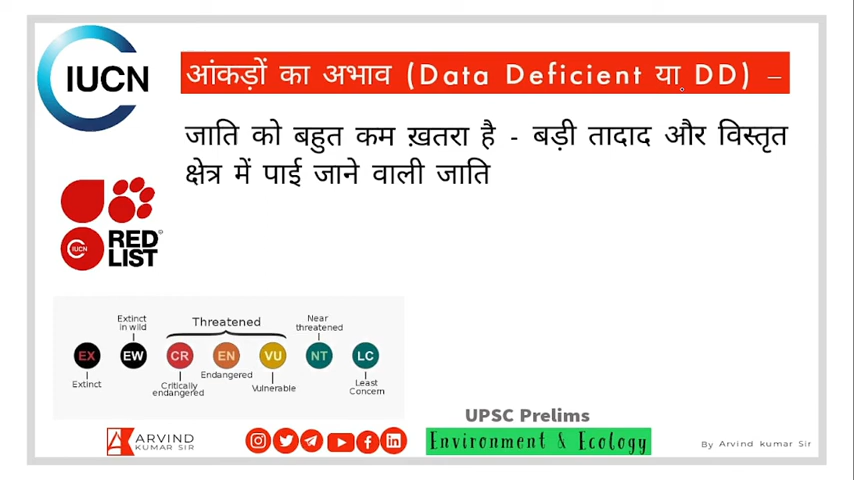 IUCN
आंकड़ों का अभाव (Data Deficient या DD) –
जाति को बहुत कम ख़तरा है - बड़ी तादाद और विस्तृत
क्षेत्र में पाई जाने वाली जाति
IUCN
RED
LIST
Extinct
in wild
Threatened
Near
threatened
EX EW CR EN VU NT LC
Extinct
Critically
endangered
Endangered
Vulnerable
Least
Concern
UPSC Prelims
Environment & Ecology
ARVIND
KUMAR SIR
By Arvind kumar Sir